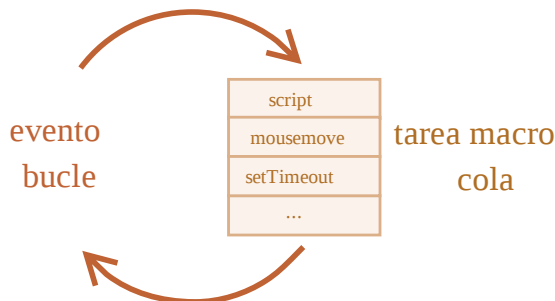 evento
bucle
script
mousemove
setTimeout
...
tarea macro
cola